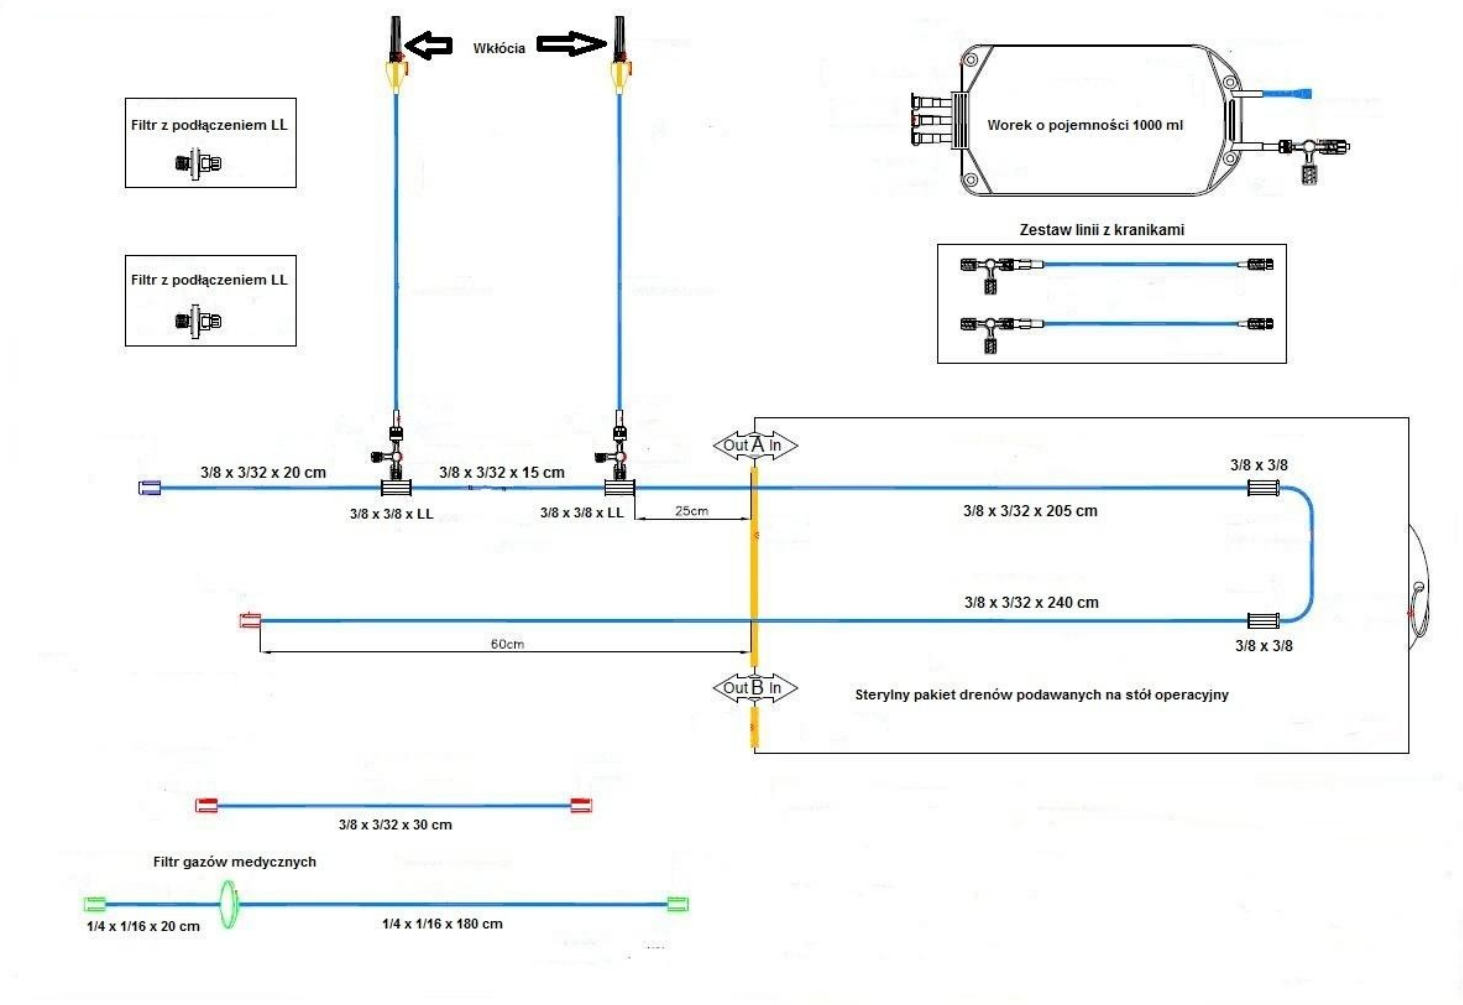 Wkłócia
Filtr z podłączeniem LL
Worek o pojemności 1000 ml
Zestaw linii z kranikami
Filtr z podłączeniem LL
Out A In
3/8 x 3/32 x 20 cm
3/8 x 3/32 x 15 cm
3/8 x 3/8
3/8 x 3/8 x LL
3/8 x 3/8 x LL
25cm
3/8 x 3/32 x 205 cm
3/8 x 3/32 x 240 cm
60cm
3/8 x 3/8
Out B In
Sterylny pakiet drenów podawanych na stół operacyjny
3/8 x 3/32 x 30 cm
Filtr gazów medycznych
1/4 x 1/16 x 20 cm
1/4 x 1/16 x 180 cm